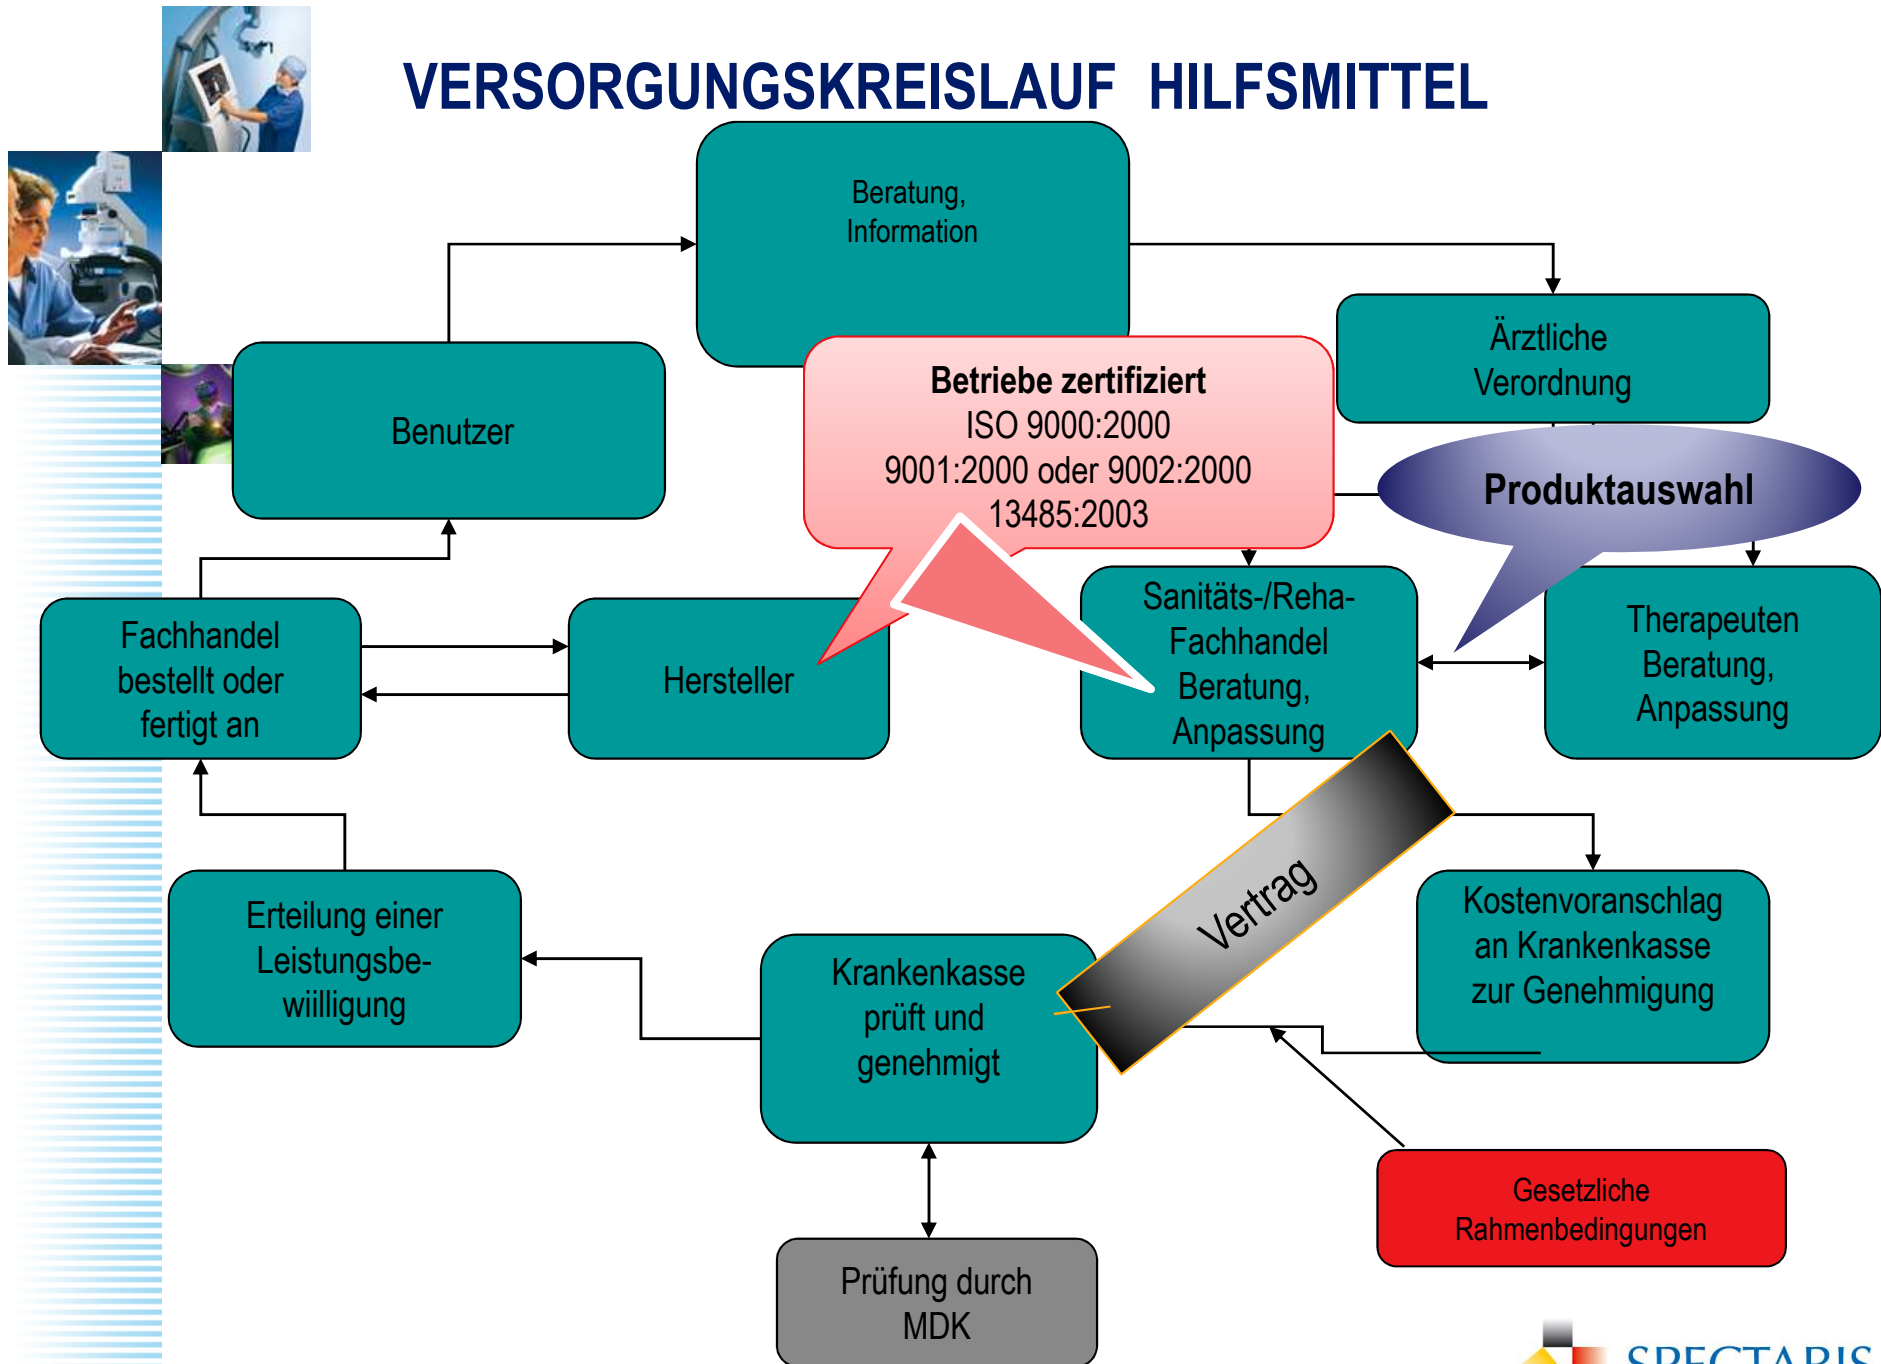 VERSORGUNGSKREISLAUF HILFSMITTEL
Beratung,
Information
Ärztliche
Verordnung
Benutzer
Betriebe zertifiziert
ISO 9000:2000
9001:2000 oder 9002:2000
13485:2003
Produktauswahl
Fachhandel
bestellt oder
fertigt an
Hersteller
Sanitäts-/Reha-
Fachhandel
Beratung,
Anpassung
Therapeuten
Beratung,
Anpassung
Vertrag
Erteilung einer
Leistungsbe-
wiilligung
Krankenkasse
prüft und
genehmigt
Kostenvoranschlag
an Krankenkasse
zur Genehmigung
Gesetzliche
Rahmenbedingungen
Prüfung durch
MDK
SPECTARIS